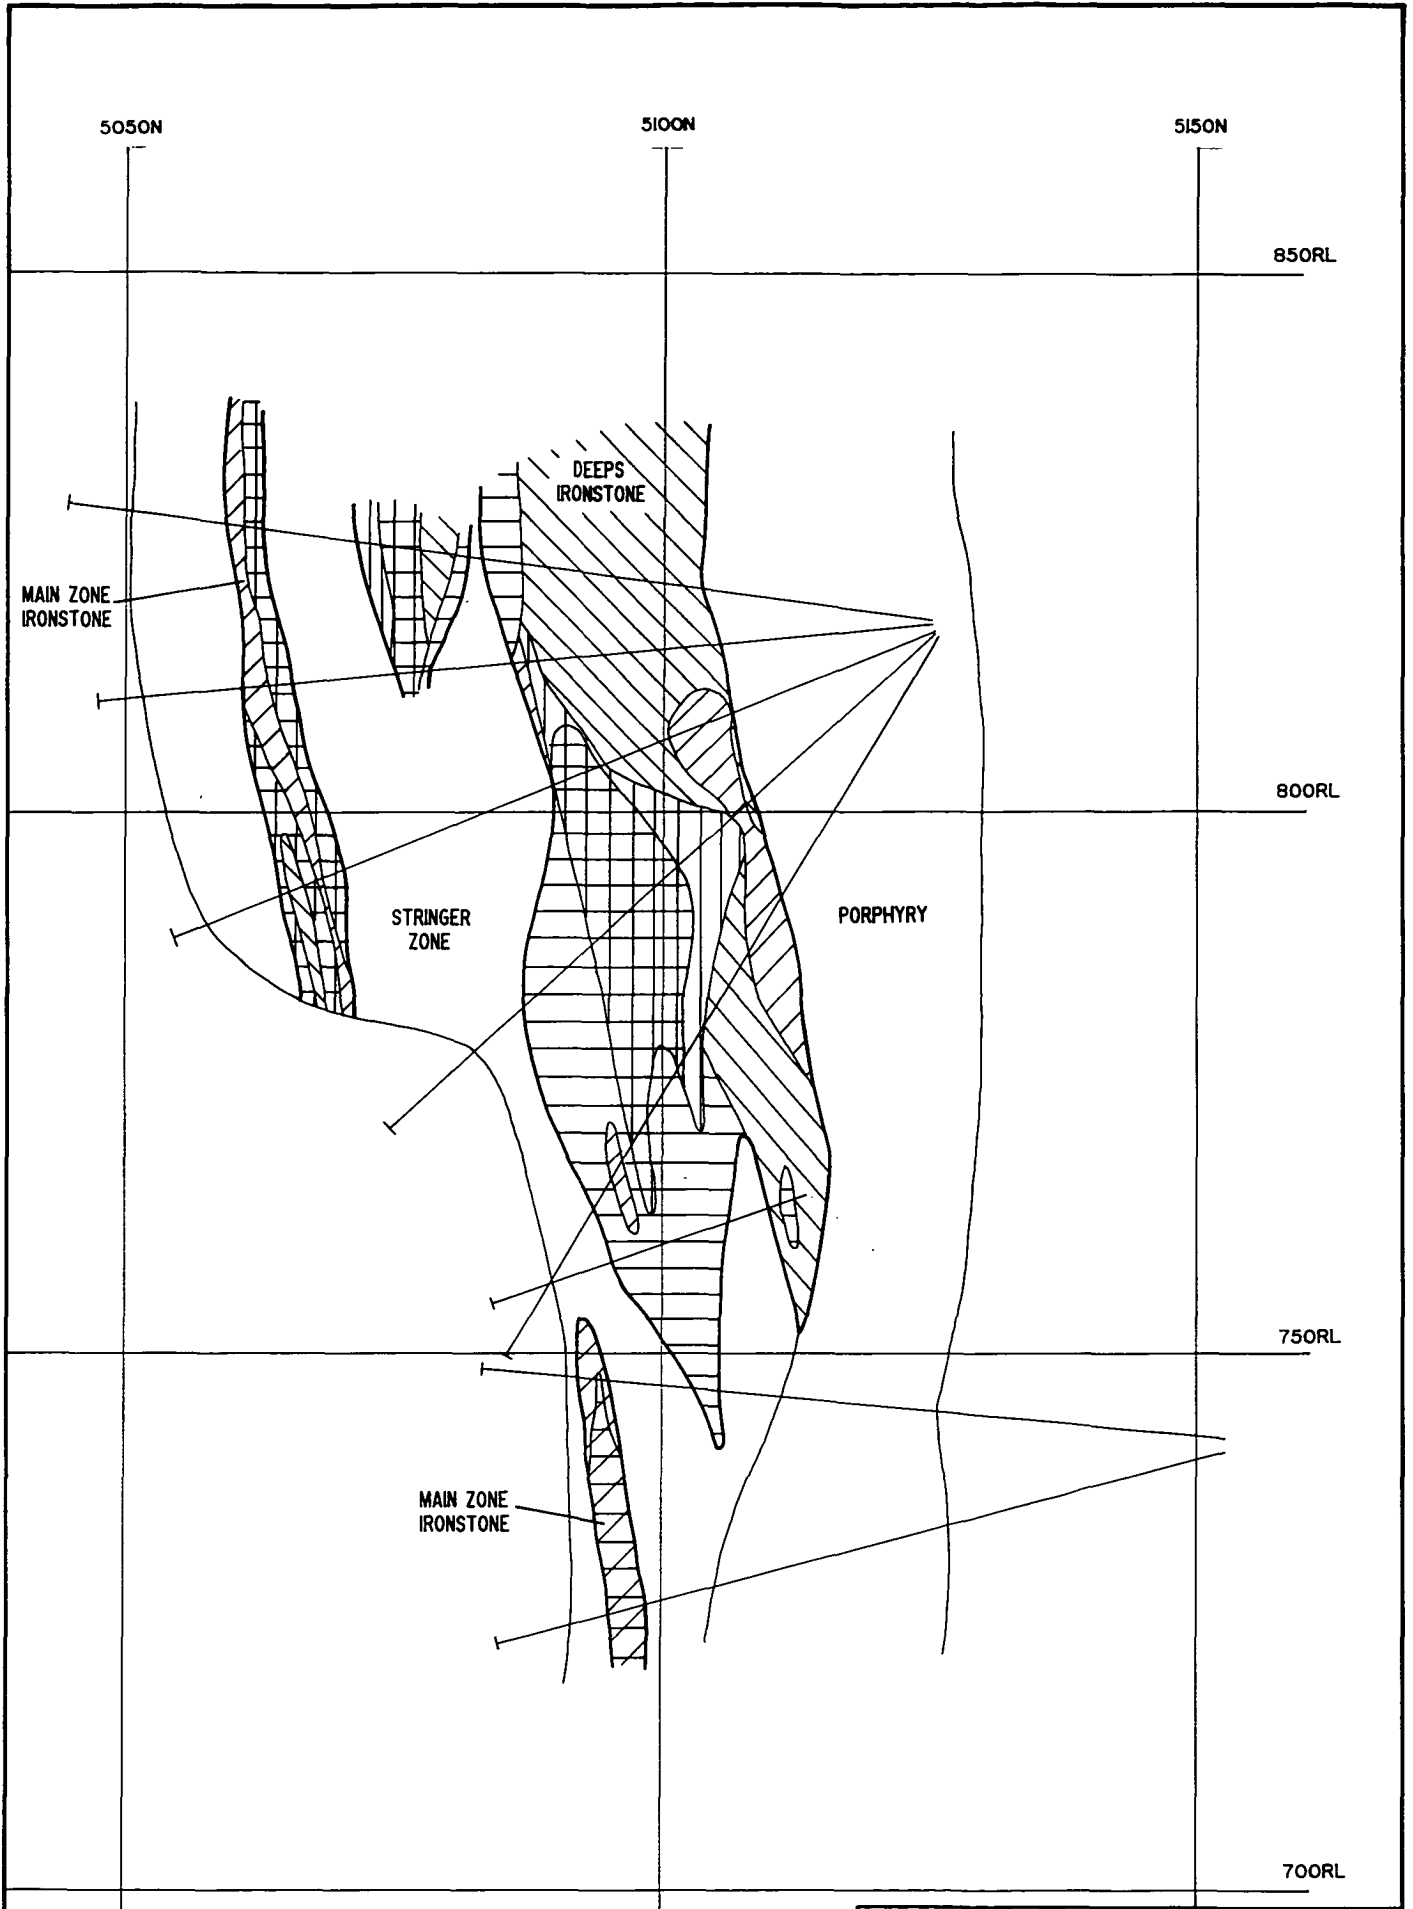 5050N
5100N
5150N
850RL
DEEPS
IRONSTONE
MAIN ZONE
IRONSTONE
800RL
STRINGER
ZONE
PORPHYRY
750RL
MAIN ZONE
IRONSTONE
700RL